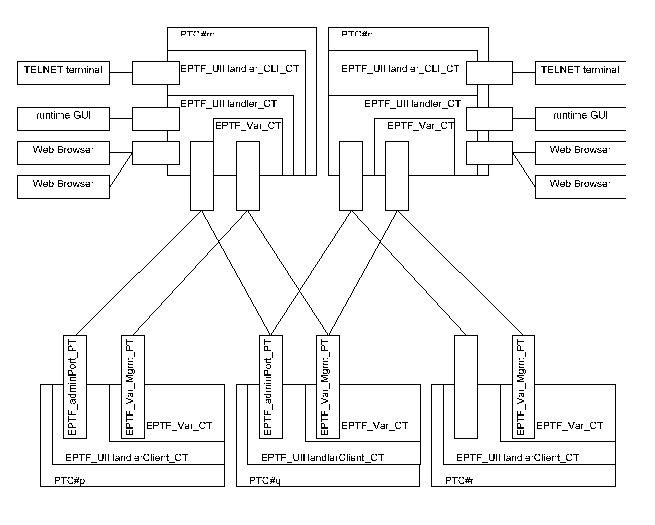 PTC#m
PTC#n
TELNET terminal
EPTF_UIHandler_CLI_CT
EPTF_UIHandler_CLI_CT
TELNET terminal
EPTF_UIHandler_CT
EPTF_UIHandler_CT
runtime GUI
EPTF_Var_CT
EPTF_Var_CT
runtime GUI
Web Browser
Web Browser
Web Browser
Web Browser
EPTF_adminPort_PT
EPTF_Var_Mgmt_PT
EPTF_adminPort_PT
EPTF_Var_Mgmt_PT
EPTF_Var_Mgmt_PT
EPTF_Var_CT
EPTF_Var_CT
EPTF_Var_CT
EPTF_UIHandlerClient_CT
EPTF_UIHandlerClient_CT
EPTF_UIHandlerClient_CT
PTC#p
PTC#q
PTC#r